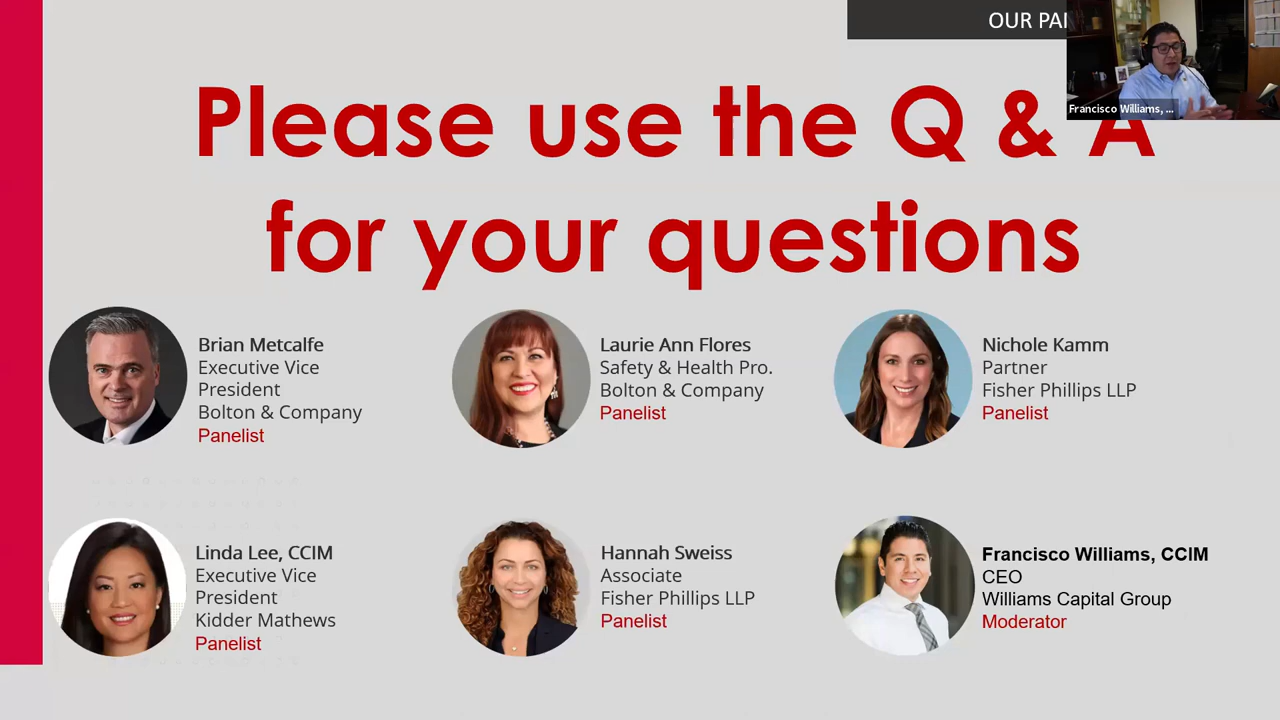 OUR PA
Francisco Williams, ...
Please use the Q & A
for your questions
Brian Metcalfe
Executive Vice
President
Bolton & Company
Panelist
Laurie Ann Flores
Safety & Health Pro.
Bolton & Company
Panelist
Nichole Kamm
Partner
Fisher Phillips LLP
Panelist
Linda Lee, CCIM
Executive Vice
President
Kidder Mathews
Panelist
Hannah Sweiss
Associate
Fisher Phillips LLP
Panelist
Francisco Williams, CCIM
CEO
Williams Capital Group
Moderator